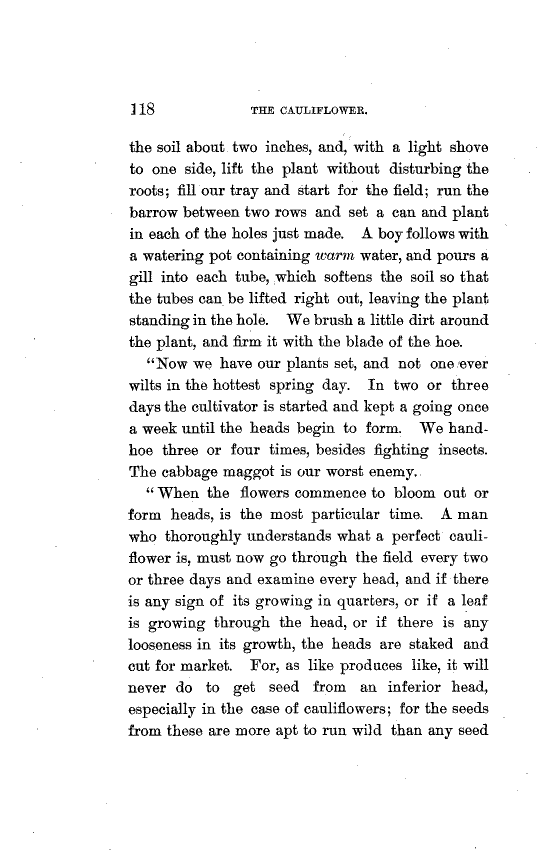 118 THE CAULIFLOWER.
the soil about two inches, and, with a light shove
to one side, lift the plant without disturbing the
roots; fill our tray and start for the field; run the
barrow between two rows and set a can and plant
in each of the holes just made. A boy follows with
a watering pot containing warm water, and pours a
gill into each tube, which softens the soil so that
the tubes can be lifted right out, leaving the plant
standing in the hole. We brush a little dirt around
the plant, and firm it with the blade of the hoe.
"Now we have our plants set, and not one ever
wilts in the hottest spring day. In two or three
days the cultivator is started and kept a going once
a week until the heads begin to form. We hand-
hoe three or four times, besides fighting insects.
The cabbage maggot is our worst enemy.
"When the flowers commence to bloom out or
form heads, is the most particular time. A man
who thoroughly understands what a perfect cauli-
flower is, must now go through the field every two
or three days and examine every head, and if there
is any sign of its growing in quarters, or if a leaf
is growing through the head, or if there is any
looseness in its growth, the heads are staked and
cut for market. For, as like produces like, it will
never do to get seed from an inferior head,
especially in the case of cauliflowers; for the seeds
from these are more apt to run wild than any seed